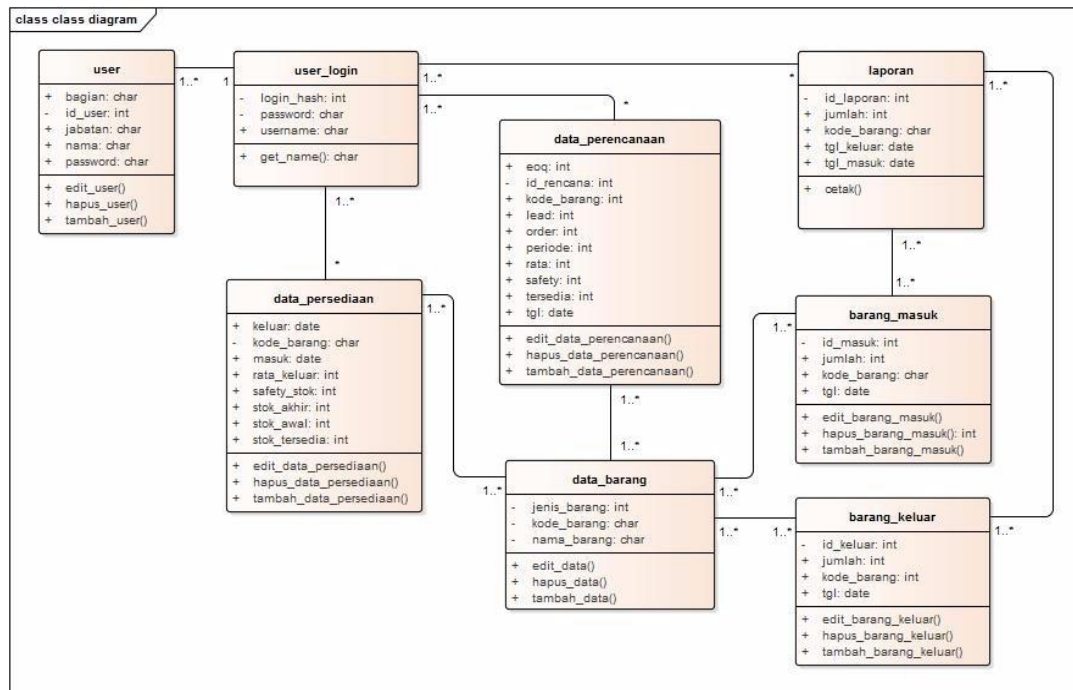 class class diagram
user
+ bagian: char
- id_user: int
+ jabatan: char
+ nama: char
+ password: char
+ edit_user()
+ hapus_user()
+ tambah_user()
1..*
1
user_login
- login_hash: int
- password: char
+ username: char
+ get_name(): char
1..*
*
1..*
*
1..*
*
laporan
- id_laporan: int
+ jumlah: int
+ kode_barang: char
+ tgl_keluar: date
+ tgl_masuk: date
+ cetak()
1..*
1..*
1..*
data_perencanaan
+ eoq: int
- id_rencana: int
+ kode_barang: int
+ lead: int
+ order: int
+ periode: int
+ rata: int
+ safety: int
+ tersedia: int
+ tgl: date
+ edit_data_perencanaan()
+ hapus_data_perencanaan()
+ tambah_data_perencanaan()
1..*
1..*
data_persediaan
+ keluar: date
- kode_barang: char
+ masuk: date
+ rata_keluar: int
+ safety_stok: int
+ stok_akhir: int
+ stok_awal: int
+ stok_tersedia: int
+ edit_data_persediaan()
+ hapus_data_persediaan()
+ tambah_data_persediaan()
1..*
1..*
barang_masuk
- id_masuk: int
+ jumlah: int
+ kode_barang: char
+ tgl: date
+ edit_barang_masuk()
+ hapus_barang_masuk(): int
+ tambah_barang_masuk()
1..*
1..*
data_barang
- jenis_barang: int
- kode_barang: char
- nama_barang: char
+ edit_data()
+ hapus_data()
+ tambah_data()
1..*
1..*
barang_keluar
- id_keluar: int
+ jumlah: int
+ kode_barang: int
+ tgl: date
+ edit_barang_keluar()
+ hapus_barang_keluar()
+ tambah_barang_keluar()
1..*